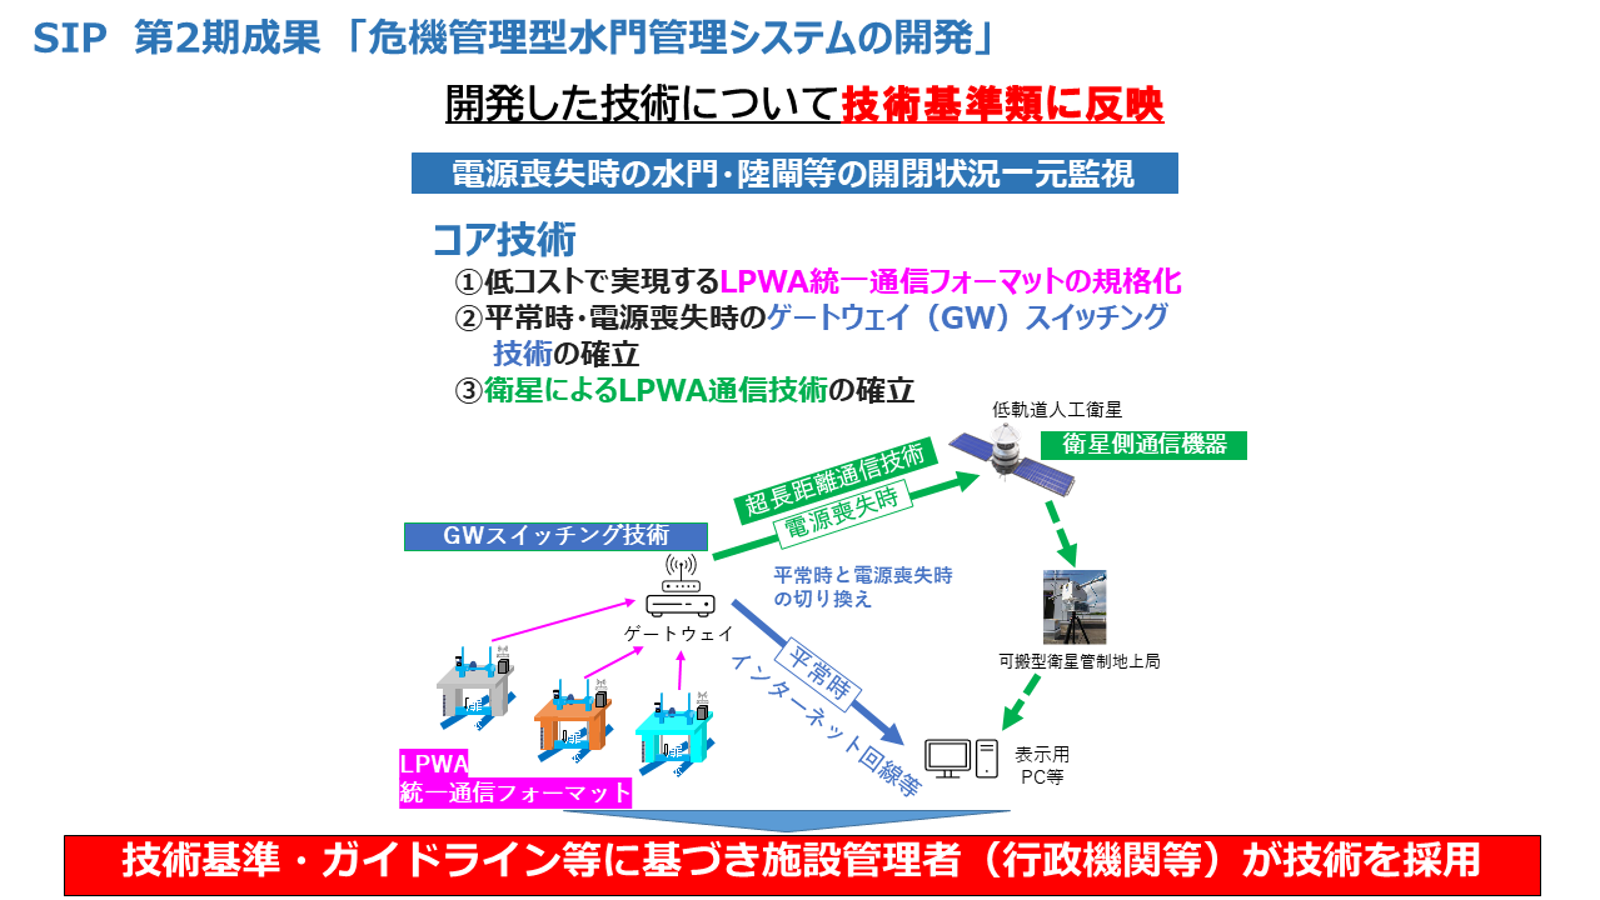 SIP 第2期成果「危機管理型水門管理システムの開発」
開発した技術について技術基準類に反映
電源喪失時の水門・陸閘等の開閉状況一元監視
コア技術
①低コストで実現するLPWA統一通信フォーマットの規格化
②平常時・電源喪失時のゲートウェイ（GW）スイッチング
技術の確立
③衛星によるLPWA通信技術の確立
低軌道人工衛星
衛星側通信機器
超長距離通信技術
電源喪失時
GWスイッチング技術
平常時と電源喪失時
の切り換え
ゲートウェイ
平常時
インターネット回線等
可搬型衛星管制地上局
表示用
PC等
扉
扉
扉
LPWA
統一通信フォーマット
技術基準・ガイドライン等に基づき施設管理者（行政機関等）が技術を採用